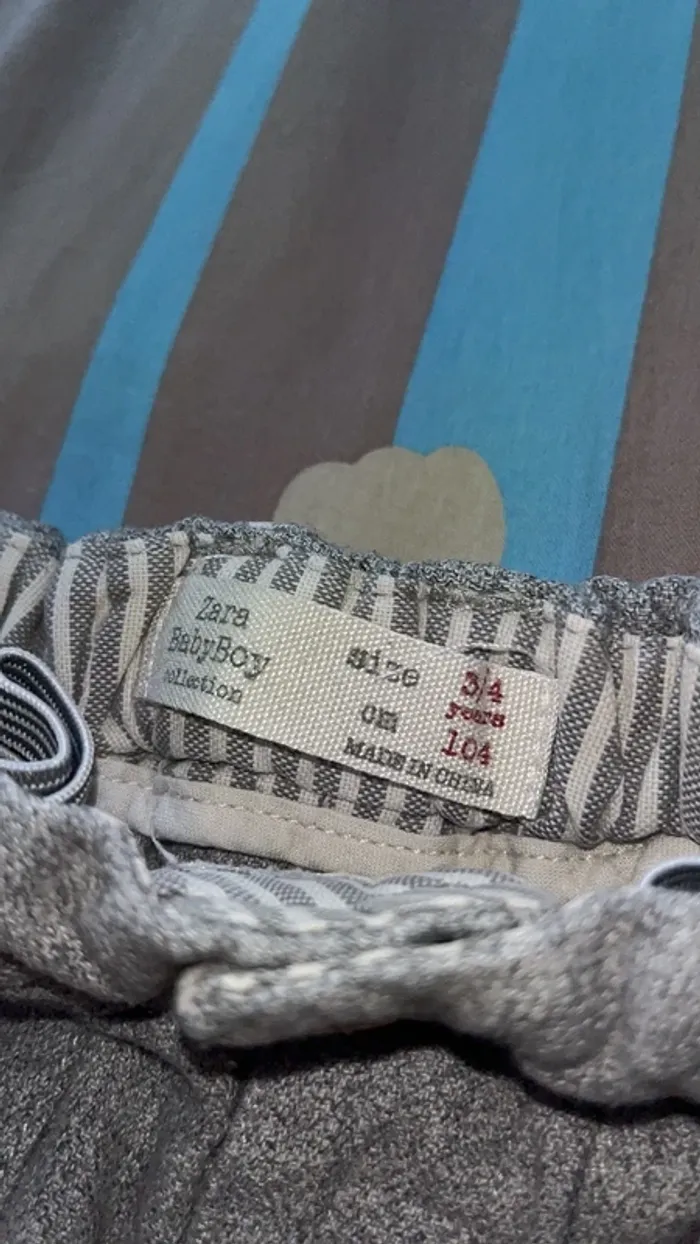 Zara
BabyBoy
collection
size 3/4
years
cm 104
MADE IN CHINA